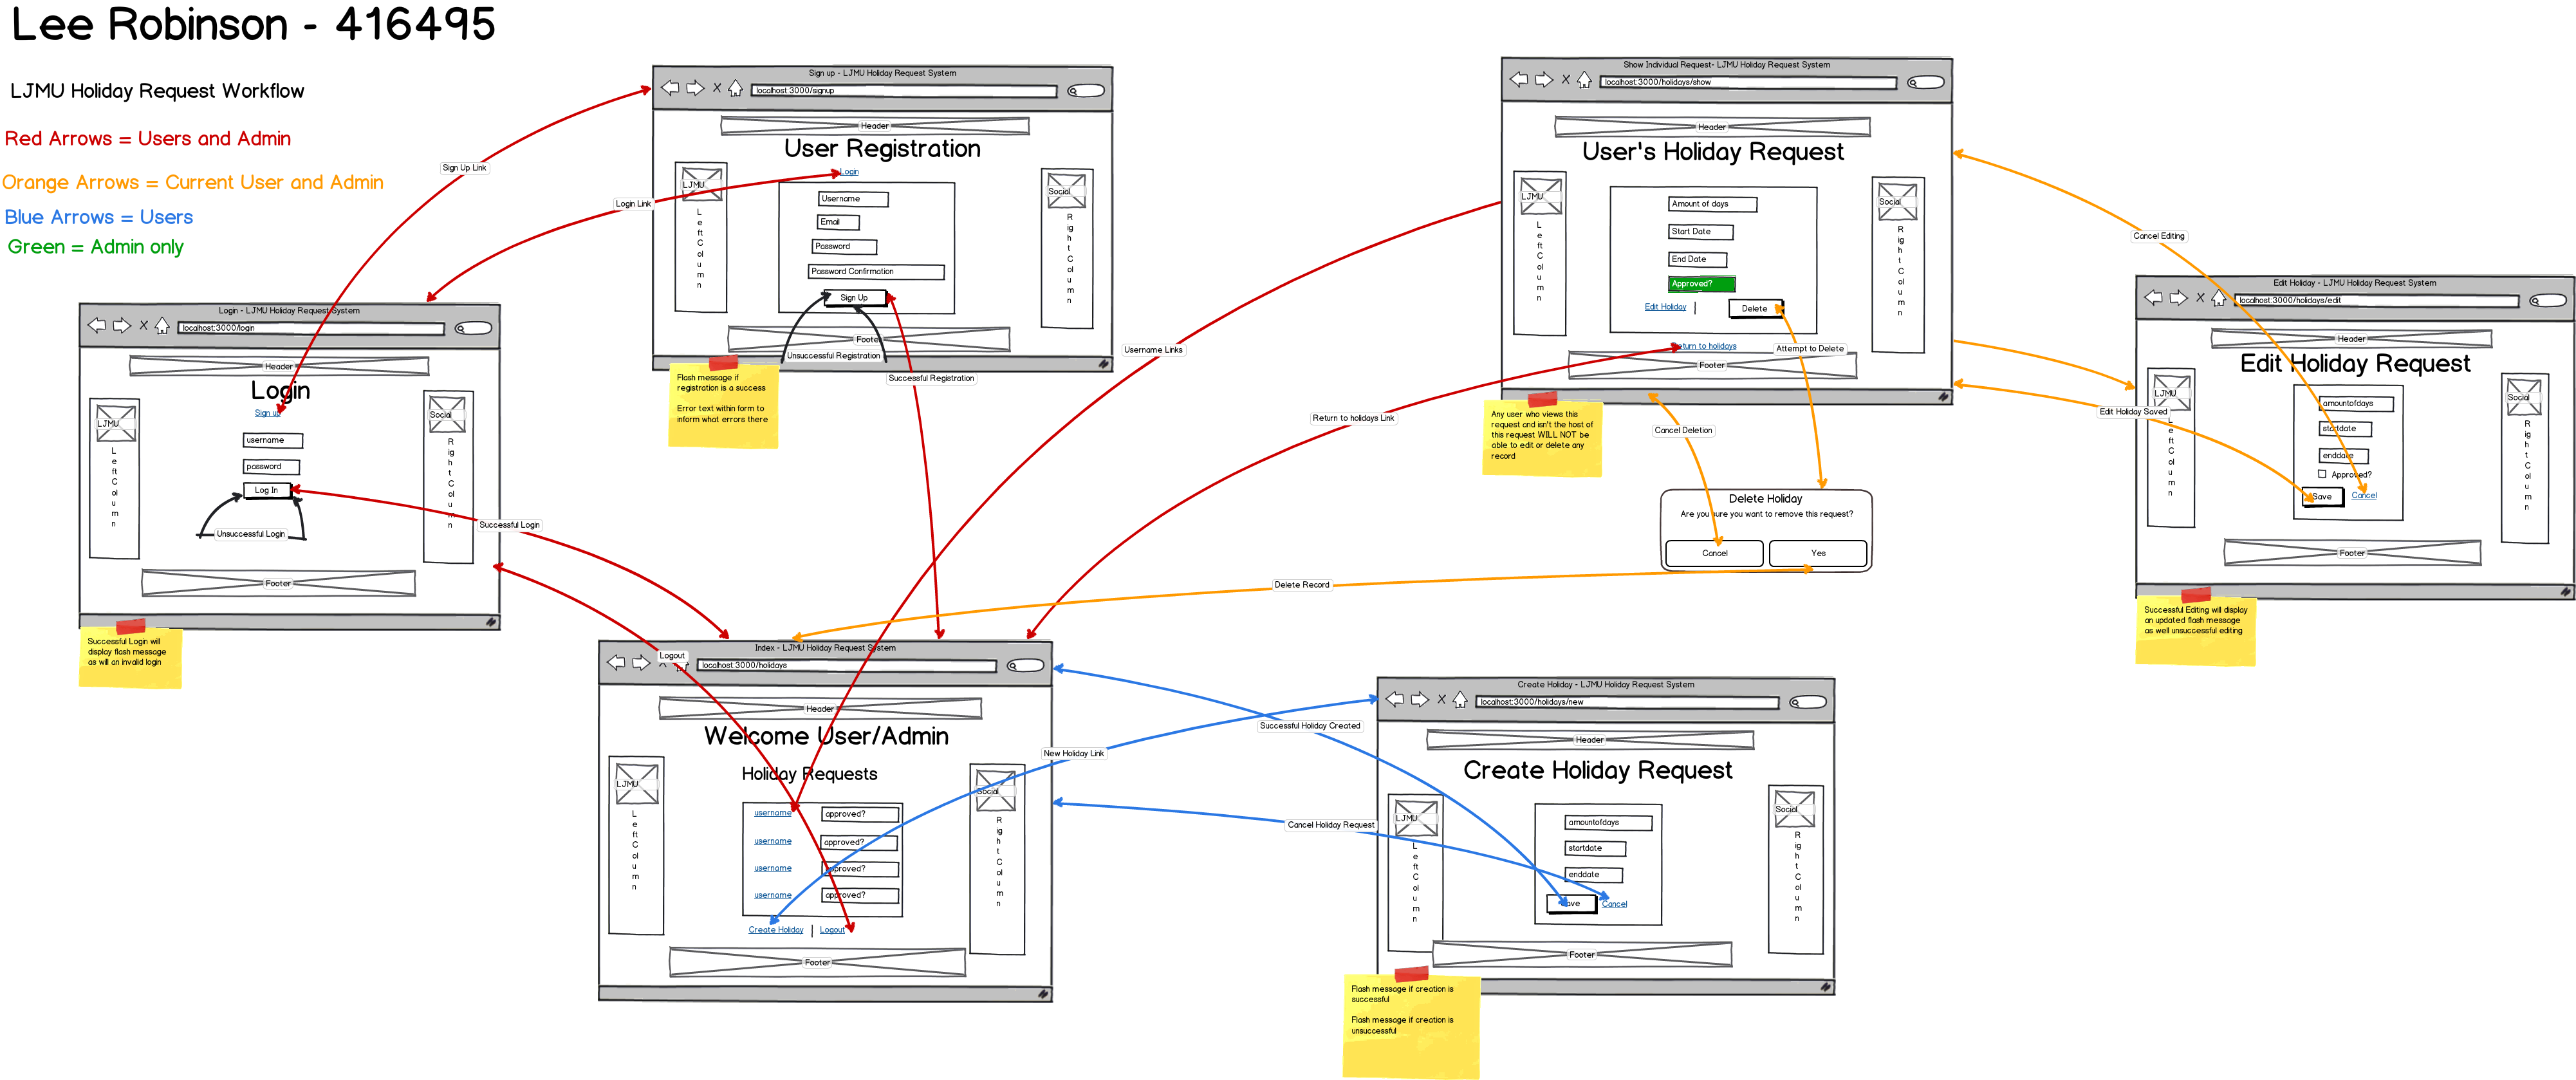 Lee Robinson - 416495
LJMU Holiday Request Workflow
Red Arrows = Users and Admin
Orange Arrows = Current User and Admin
Blue Arrows = Users
Green = Admin only
Sign Up Link
Login Link
Sign up - LJMU Holiday Request System
localhost:3000/signup
Header
User Registration
Login
LJMU
Left Column
Social
Right Column
Username
Email
Password
Password Confirmation
Sign Up
Footer
Unsuccessful Registration
Flash message if
registration is a success
Error text within form to
inform what errors there
Successful Registration
Login - LJMU Holiday Request System
localhost:3000/login
Header
Login
Sign up
LJMU
Left Column
Social
Right Column
username
password
Log In
Unsuccessful Login
Footer
Successful Login will
display flash message
as will an invalid login
Successful Login
Logout
Username Links
Return to holidays Link
Show Individual Request- LJMU Holiday Request System
localhost:3000/holidays/show
Header
User's Holiday Request
LJMU
Left Column
Social
Right Column
Amount of days
Start Date
End Date
Approved?
Edit Holiday |
Delete
Return to holidays
Attempt to Delete
Footer
Any user who views this
request and isn't the host of
this request WILL NOT be
able to edit or delete any
record
Cancel Deletion
Delete Holiday
Are you sure you want to remove this request?
Cancel
Yes
Delete Record
Cancel Editing
Edit Holiday Saved
Edit Holiday - LJMU Holiday Request System
localhost:3000/holidays/edit
Header
Edit Holiday Request
LJMU
Left Column
Social
Right Column
amountofdays
startdate
enddate
Approved?
Save
Cancel
Footer
Successful Editing will display
an updated flash message
as well unsuccessful editing
Index - LJMU Holiday Request System
localhost:3000/holidays
Header
Welcome User/Admin
Holiday Requests
LJMU
Left Column
Social
Right Column
username approved?
username approved?
username approved?
username approved?
Create Holiday | Logout
Footer
New Holiday Link
Successful Holiday Created
Cancel Holiday Request
Create Holiday - LJMU Holiday Request System
localhost:3000/holidays/new
Header
Create Holiday Request
LJMU
Left Column
Social
Right Column
amountofdays
startdate
enddate
Save
Cancel
Footer
Flash message if creation is
successful
Flash message if creation is
unsuccessful